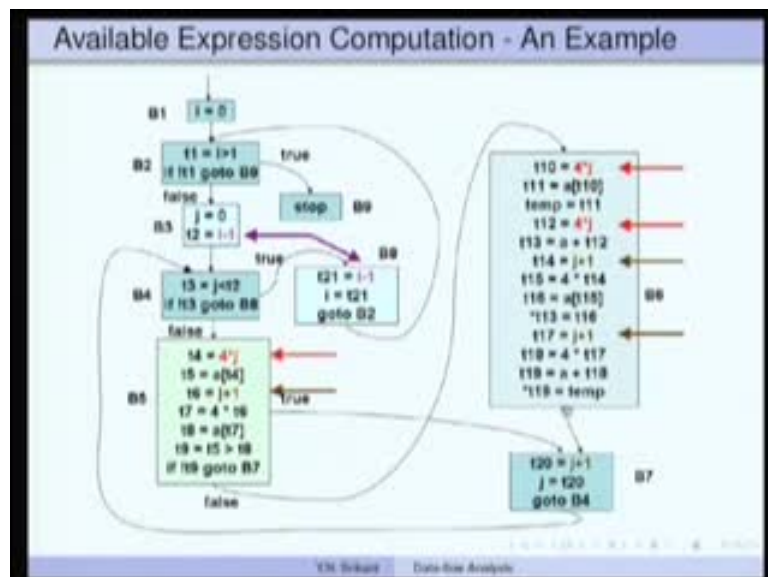 Available Expression Computation - An Example
B1
i = 0
B2
t1 = i>1
if !t1 goto B9
true
false
stop
B9
B3
j = 0
t2 = i-1
true
B8
t21 = i-1
i = t21
goto B2
B4
t3 = j<t2
if !t3 goto B8
false
B5
t4 = 4*j
t5 = a[t4]
t6 = j+1
t7 = 4 * t6
t8 = a[t7]
t9 = t5 > t8
if !t9 goto B7
true
false
t10 = 4*j
t11 = a[t10]
temp = t11
t12 = 4*j
t13 = a + t12
t14 = j+1
t15 = 4 * t14
t16 = a[t15]
*t13 = t16
t17 = j+1
t18 = 4 * t17
t19 = a + t18
*t19 = temp
B6
t20 = j+1
j = t20
goto B4
B7
Y.N. Srikant
Data-flow Analysis